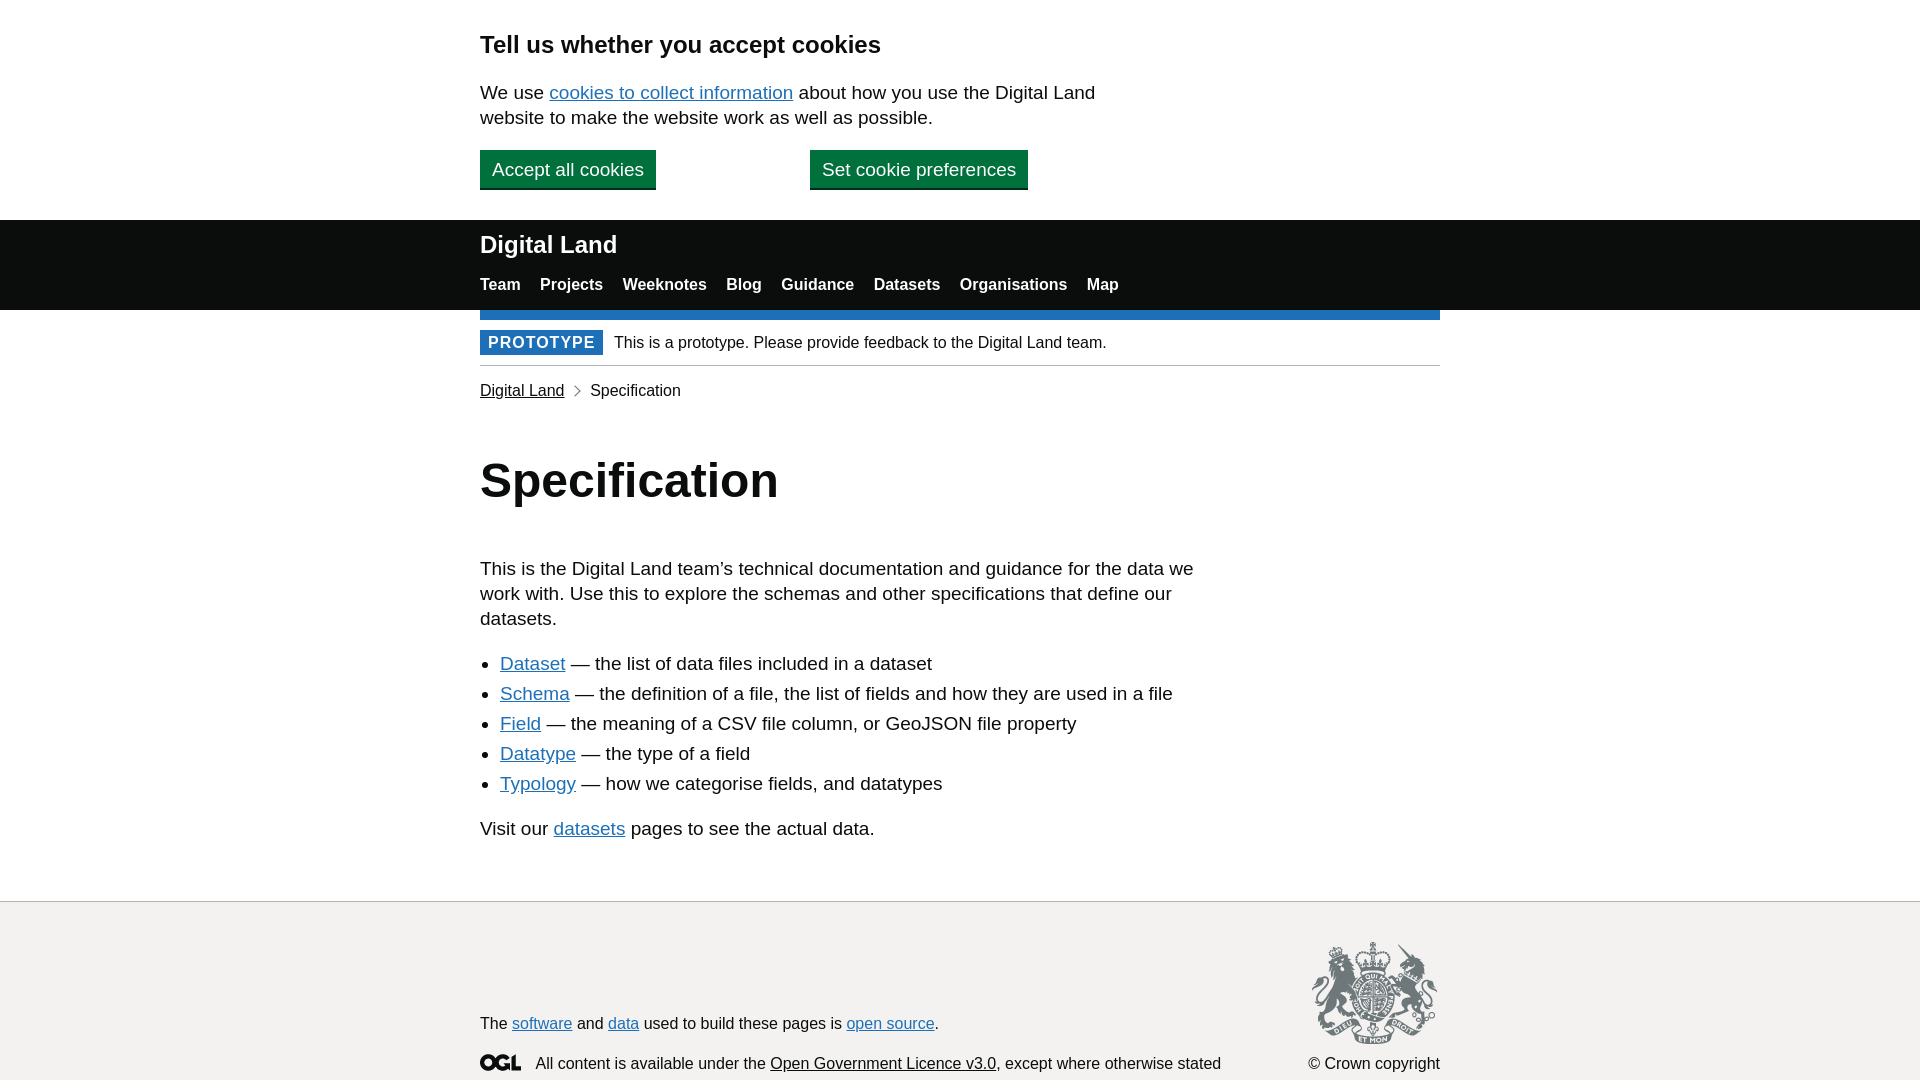 Tell us whether you accept cookies
We use cookies to collect information about how you use the Digital Land
website to make the website work as well as possible.
Accept all cookies
Set cookie preferences
Digital Land
Team Projects Weeknotes Blog Guidance Datasets Organisations Map
PROTOTYPE This is a prototype. Please provide feedback to the Digital Land team.
Digital Land Specification
Specification
This is the Digital Land team’s technical documentation and guidance for the data we
work with. Use this to explore the schemas and other specifications that define our
datasets.
• Dataset — the list of data files included in a dataset
• Schema — the definition of a file, the list of fields and how they are used in a file
• Field — the meaning of a CSV file column, or GeoJSON file property
• Datatype — the type of a field
• Typology — how we categorise fields, and datatypes
Visit our datasets pages to see the actual data.
The software and data used to build these pages is open source.
OGL All content is available under the Open Government Licence v3.0, except where otherwise stated
DIEU ET MON DROIT
© Crown copyright